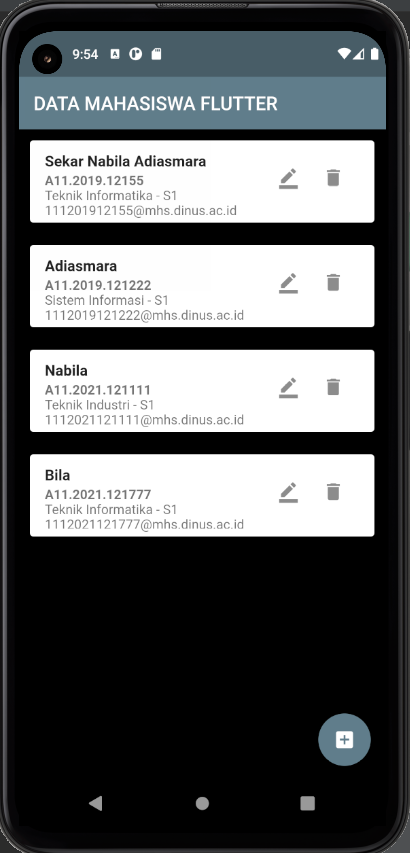 9:54
DATA MAHASISWA FLUTTER
Sekar Nabila Adiasmara
A11.2019.12155
Teknik Informatika - S1
111201912155@mhs.dinus.ac.id
Adiasmara
A11.2019.121222
Sistem Informasi - S1
1112019121222@mhs.dinus.ac.id
Nabila
A11.2021.121111
Teknik Industri - S1
1112021121111@mhs.dinus.ac.id
Bila
A11.2021.121777
Teknik Informatika - S1
1112021121777@mhs.dinus.ac.id